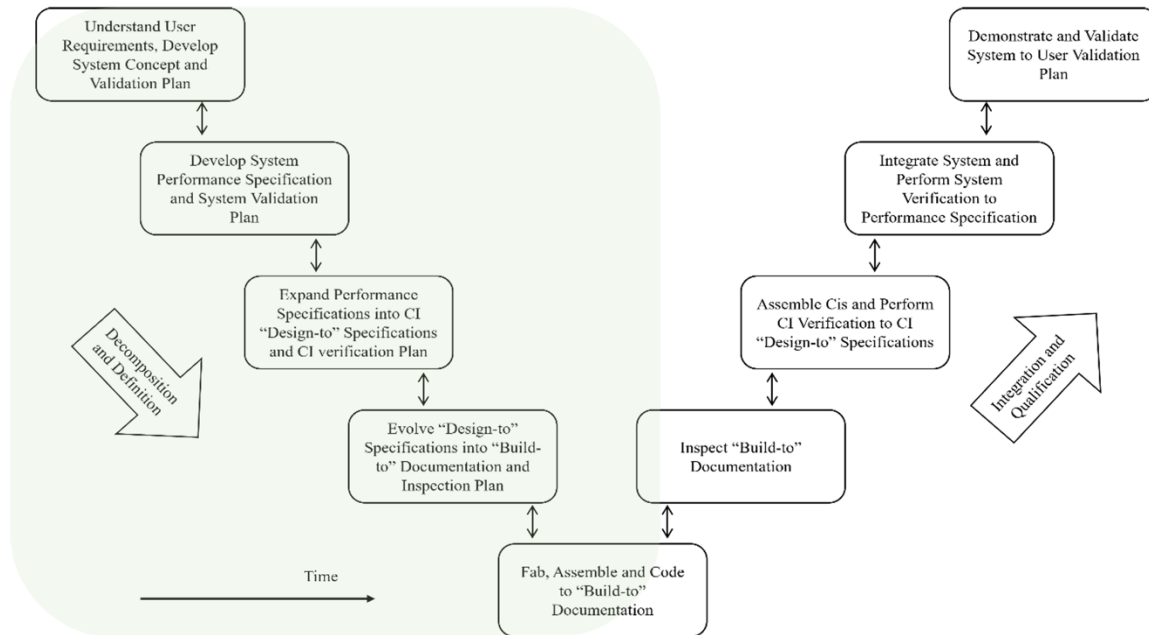 Understand User
Requirements, Develop
System Concept and
Validation Plan
Demonstrate and Validate
System to User Validation
Plan
Develop System
Performance Specification
and System Validation
Plan
Integrate System and
Perform System
Verification to
Performance Specification
Expand Performance
Specifications into CI
“Design-to” Specifications
and CI verification Plan
Assemble Cis and Perform
CI Verification to CI
“Design-to” Specifications
Decomposition
and Definition
Integration and
Qualification
Evolve “Design-to”
Specifications into “Build-
to” Documentation and
Inspection Plan
Inspect “Build-to”
Documentation
Time
Fab, Assemble and Code
to “Build-to”
Documentation